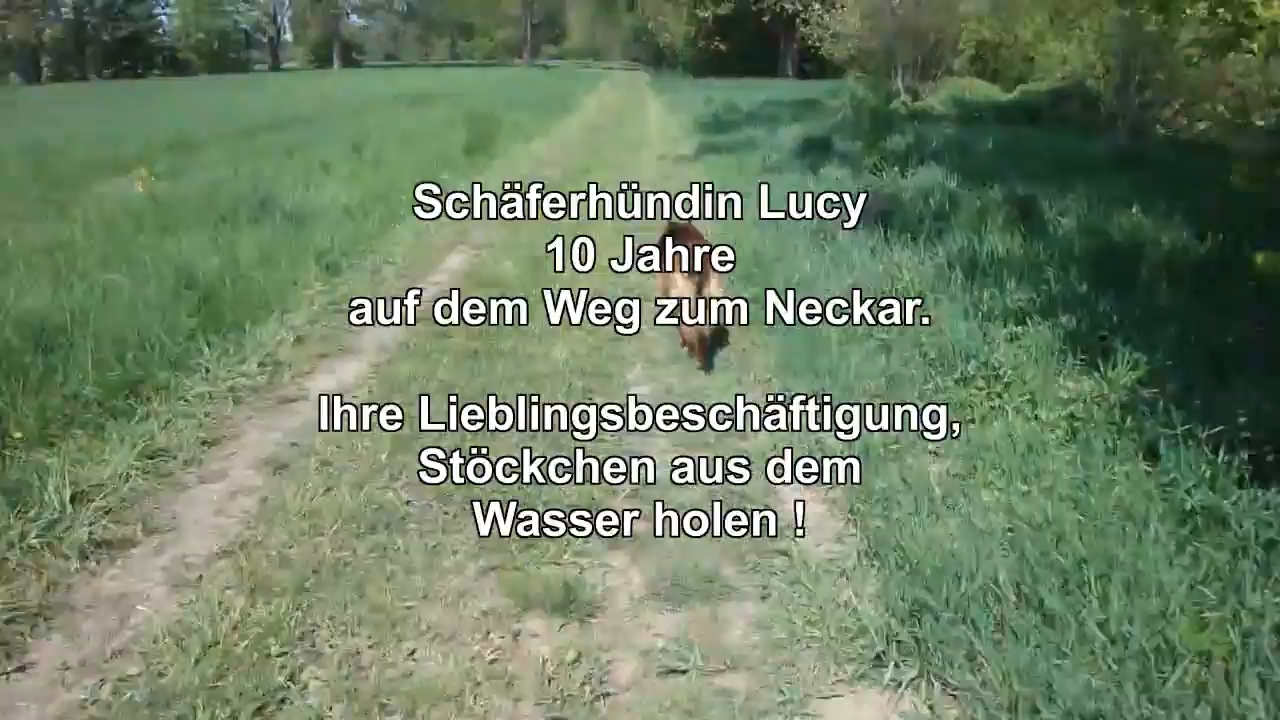 Schäferhündin Lucy
10 Jahre
auf dem Weg zum Neckar.
Ihre Lieblingsbeschäftigung,
Stöckchen aus dem
Wasser holen !